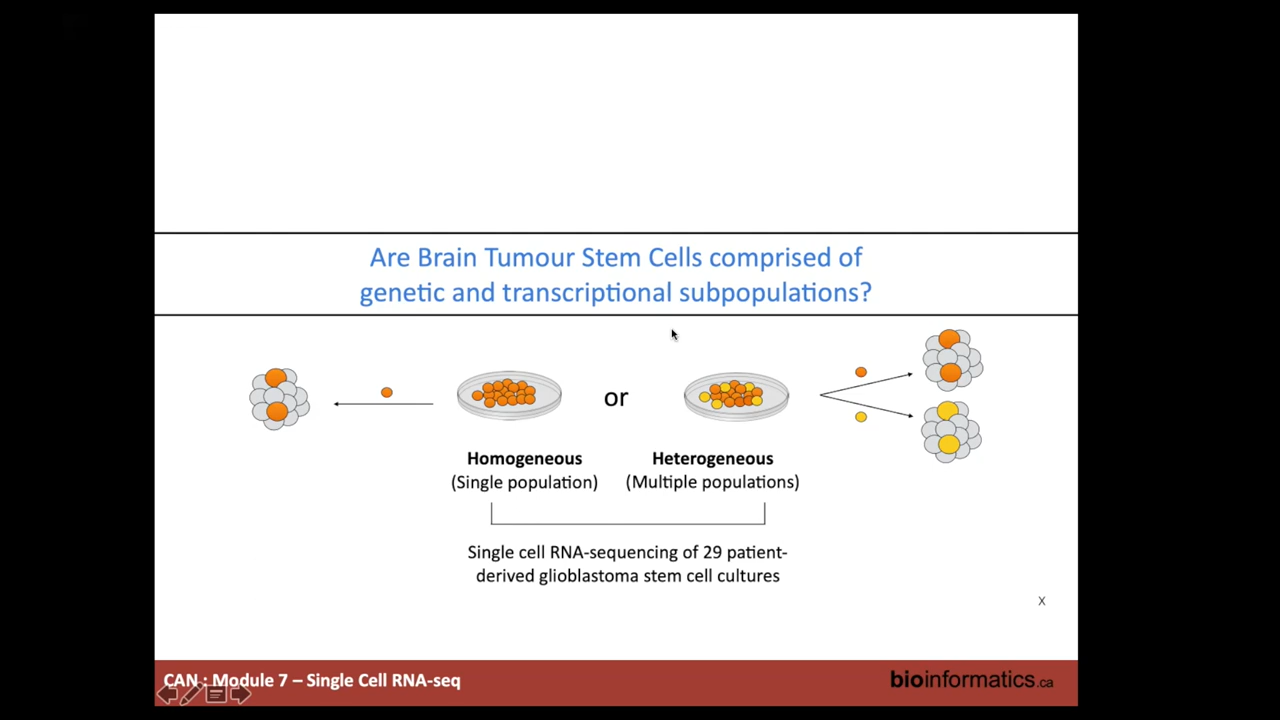 Are Brain Tumour Stem Cells comprised of
genetic and transcriptional subpopulations?
or
Homogeneous
(Single population)
Heterogeneous
(Multiple populations)
Single cell RNA-sequencing of 29 patient-
derived glioblastoma stem cell cultures
X
CAN : Module 7 – Single Cell RNA-seq
bioinformatics.ca